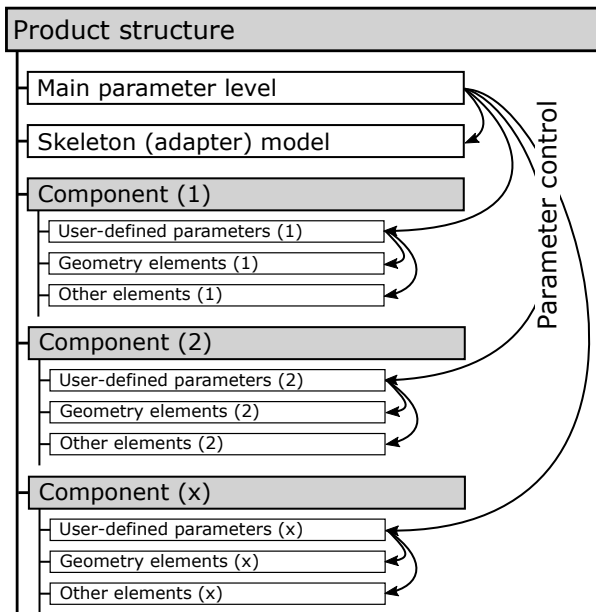 Product structure
Main parameter level
Skeleton (adapter) model
Component (1)
User-defined parameters (1)
Geometry elements (1)
Other elements (1)
Component (2)
User-defined parameters (2)
Geometry elements (2)
Other elements (2)
Component (x)
User-defined parameters (x)
Geometry elements (x)
Other elements (x)
Parameter control